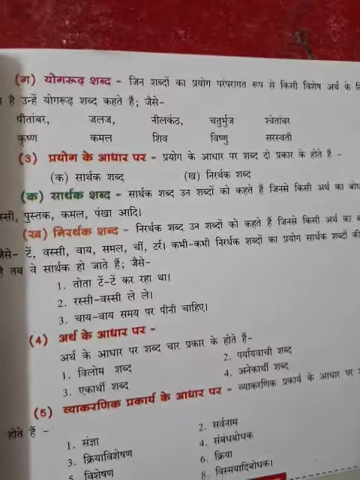 (ग) योगरूढ़ शब्द - जिन शब्दों का प्रयोग परंपरागत रूप से किसी विशेष अर्थ के
है उन्हें योगरूढ़ शब्द कहते हैं; जैसे-
पीतांबर, जलज, नीलकंठ, चतुर्भुज श्वेतांबर
कृष्ण कमल शिव विष्णु सरस्वती
(3) प्रयोग के आधार पर - प्रयोग के आधार पर शब्द दो प्रकार के होते हैं -
(क) सार्थक शब्द (ख) निरर्थक शब्द
(क) सार्थक शब्द - सार्थक शब्द उन शब्दों को कहते हैं जिनसे किसी अर्थ का बोध
स्सी, पुस्तक, कमल, पंखा आदि।
(ख) निरर्थक शब्द - निरर्थक शब्द उन शब्दों को कहते हैं जिनसे किसी अर्थ का
जैसे- टें, वस्सी, वाय, समल, चीं, टर्र। कभी-कभी निरर्थक शब्दों का प्रयोग सार्थक शब्दों की
है तब वे सार्थक हो जाते हैं; जैसे-
1. तोता टें-टें कर रहा था।
2. रस्सी-वस्सी ले ले।
3. चाय-वाय समय पर पीनी चाहिए।
(4) अर्थ के आधार पर -
अर्थ के आधार पर शब्द चार प्रकार के होते हैं-
1. विलोम शब्द 2. पर्यायवाची शब्द
3. एकार्थी शब्द 4. अनेकार्थी शब्द
(5) व्याकरणिक प्रकार्य के आधार पर - व्याकरणिक प्रकार्य के आधार पर
होते हैं -
1. संज्ञा 2. सर्वनाम
3. क्रियाविशेषण 4. संबंधबोधक
5. विशेषण 6. क्रिया
8. विस्मयादिबोधक।